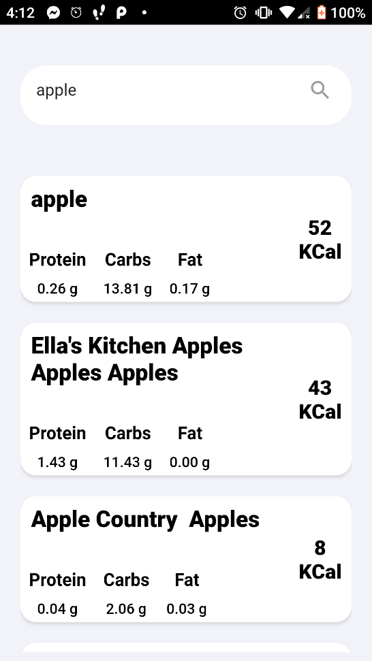 4:12 100%
apple
apple
52
KCal
Protein Carbs Fat
0.26 g 13.81 g 0.17 g
Ella's Kitchen Apples
Apples Apples
43
KCal
Protein Carbs Fat
1.43 g 11.43 g 0.00 g
Apple Country  Apples
8
KCal
Protein Carbs Fat
0.04 g 2.06 g 0.03 g